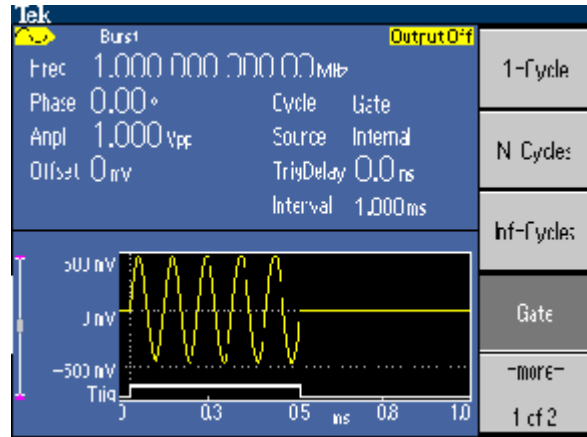 Tek
Burst
Output Off
Freq 1.000 000 000 00 MHz
Phase 0.00 °
Cycle Gate
Ampl 1.000 Vpp
Source Internal
Offset 0 mV
TrigDelay 0.0 ns
Interval 1.000 ms
1-Cycle
N-Cycles
Inf-Cycles
Gate
-more-
1 of 2
500 mV
0 mV
-500 mV
Trig
0 0.3 0.5 ms 0.8 1.0